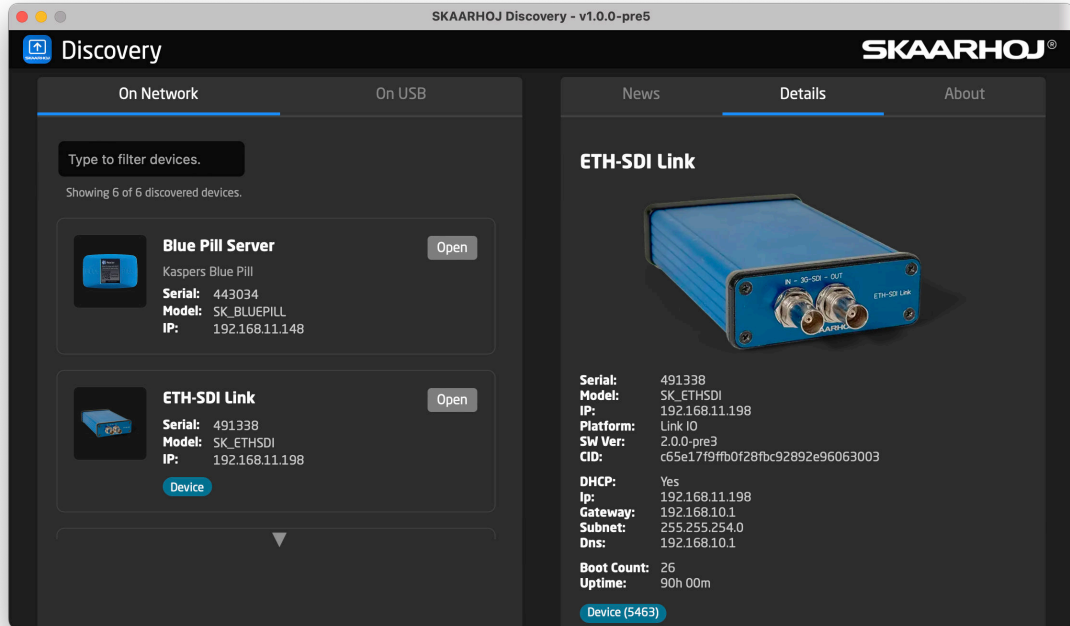 SKAARHOJ Discovery - v1.0.0-pre5
Discovery
SKAARHOJ®
On Network
On USB
Type to filter devices.
Showing 6 of 6 discovered devices.
Blue Pill Server
Open
Kaspers Blue Pill
Serial: 443034
Model: SK_BLUEPILL
IP: 192.168.11.148
ETH-SDI Link
Open
Serial: 491338
Model: SK_ETHSDI
IP: 192.168.11.198
Device
News
Details
About
ETH-SDI Link
IN - 3G-SDI - OUT
ETH-SDI Link
Serial: 491338
Model: SK_ETHSDI
IP: 192.168.11.198
Platform: Link IO
SW Ver: 2.0.0-pre3
CID: c65e17f9ffb0f28fbc92892e96063003
DHCP: Yes
Ip: 192.168.11.198
Gateway: 192.168.10.1
Subnet: 255.255.254.0
Dns: 192.168.10.1
Boot Count: 26
Uptime: 90h 00m
Device (5463)